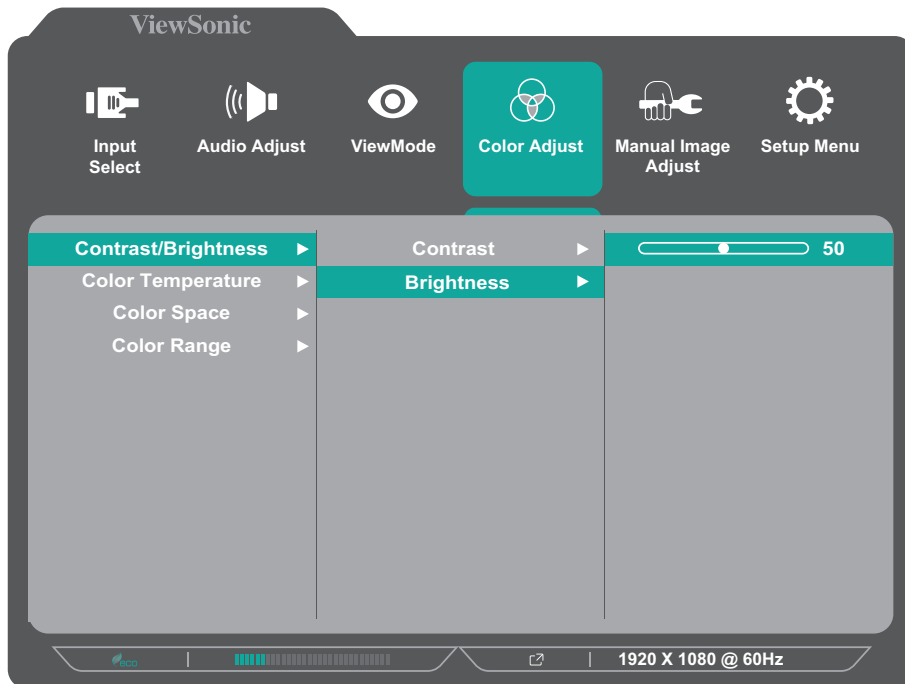 ViewSonic
Input Select
Audio Adjust
ViewMode
Color Adjust
Manual Image Adjust
Setup Menu
Contrast/Brightness
Contrast
50
Color Temperature
Brightness
Color Space
Color Range
eco
1920 X 1080 @ 60Hz